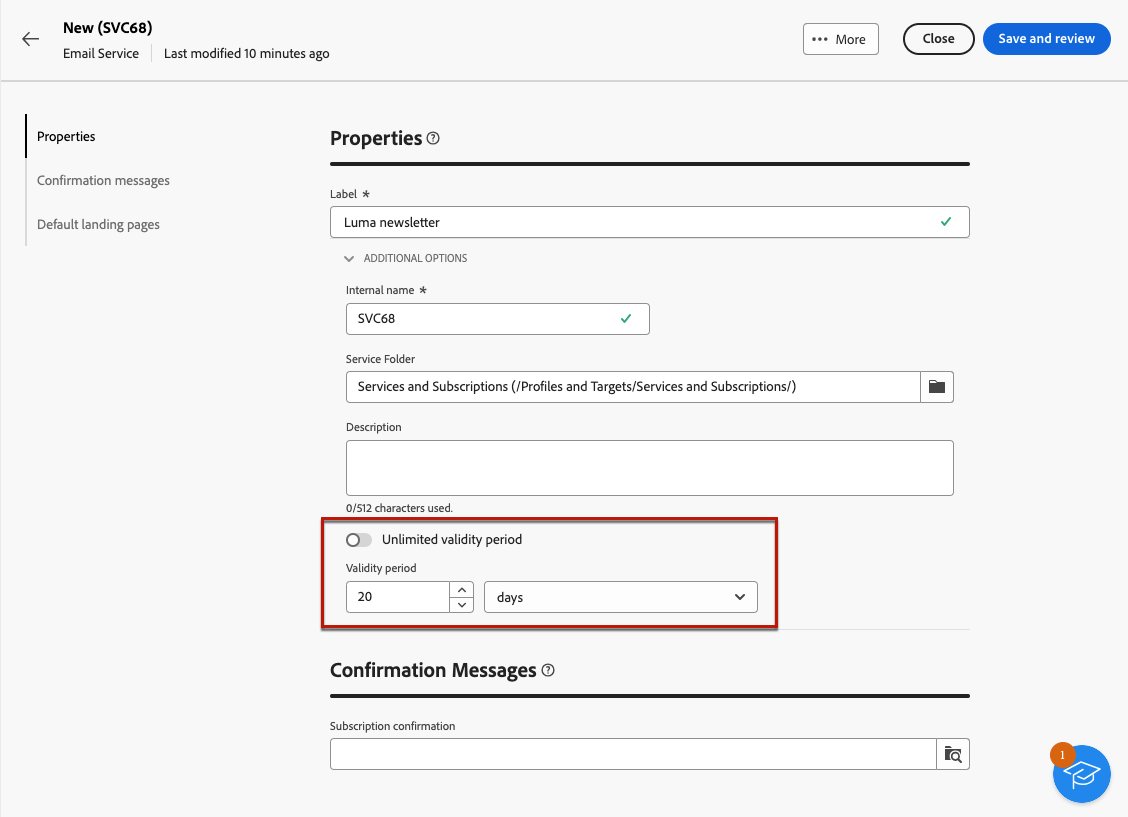 New (SVC68)
Email Service
Last modified 10 minutes ago
More
Close
Save and review
Properties
Confirmation messages
Default landing pages
Properties
Label *
Luma newsletter
ADDITIONAL OPTIONS
Internal name *
SVC68
Service Folder
Services and Subscriptions (/Profiles and Targets/Services and Subscriptions/)
Description
0/512 characters used.
Unlimited validity period
Validity period
20
days
Confirmation Messages
Subscription confirmation
1